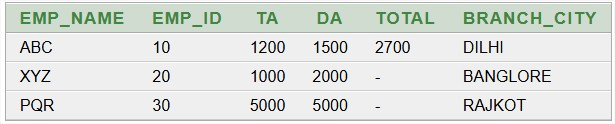 EMP_NAME EMP_ID TA DA TOTAL BRANCH_CITY
ABC 10 1200 1500 2700 DILHI
XYZ 20 1000 2000 - BANGLORE
PQR 30 5000 5000 - RAJKOT